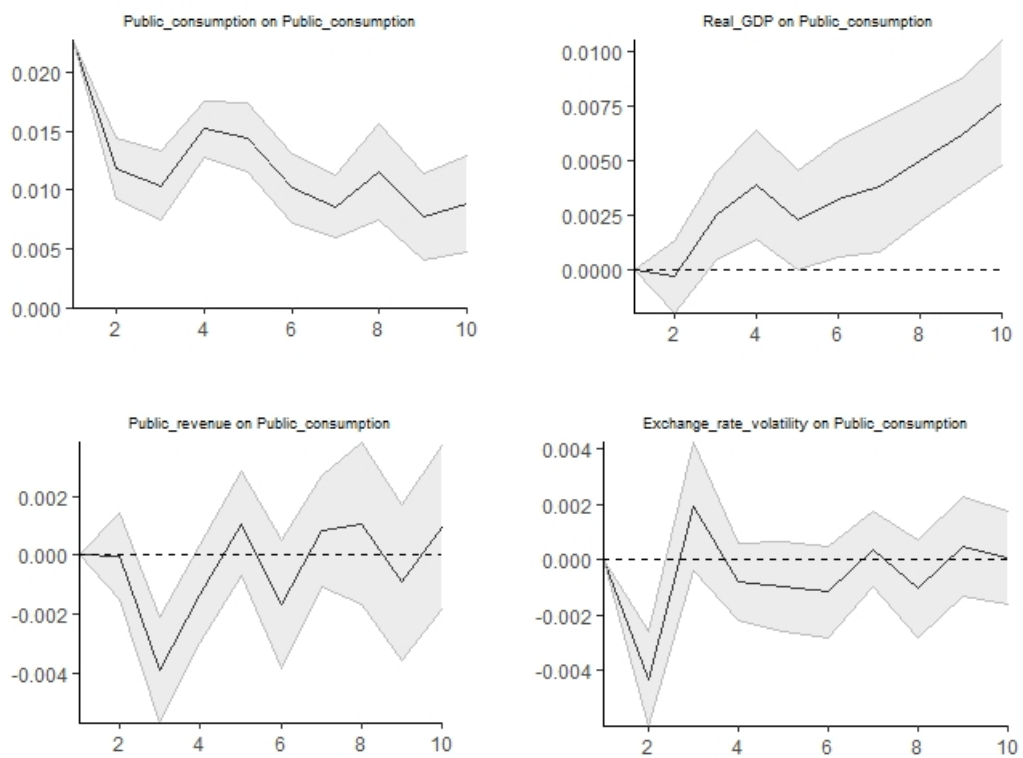 Public_consumption on Public_consumption
0.020
0.015
0.010
0.005
0.000
2 4 6 8 10
Real_GDP on Public_consumption
0.0100
0.0075
0.0050
0.0025
0.0000
2 4 6 8 10
Public_revenue on Public_consumption
0.002
0.000
-0.002
-0.004
2 4 6 8 10
Exchange_rate_volatility on Public_consumption
0.004
0.002
0.000
-0.002
-0.004
2 4 6 8 10